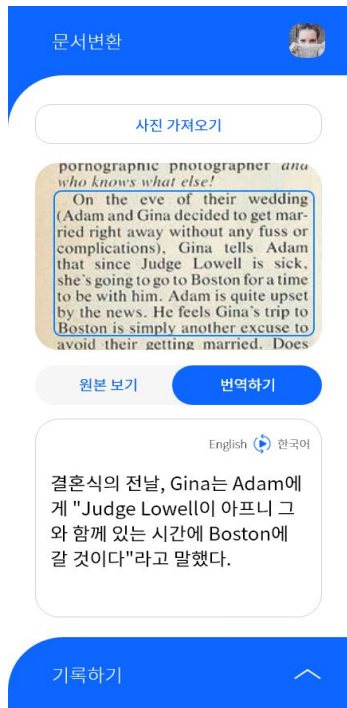 문서변환
사진 가져오기
pornographic photographer and
who knows what else!
On the eve of their wedding
(Adam and Gina decided to get mar-
ried right away without any fuss or
complications), Gina tells Adam
that since Judge Lowell is sick,
she's going to go to Boston for a time
to be with him. Adam is quite upset
by the news. He feels Gina's trip to
Boston is simply another excuse to
avoid their getting married. Does
원본 보기
번역하기
English 한국어
결혼식의 전날, Gina는 Adam에
게 "Judge Lowell이 아프니 그
와 함께 있는 시간에 Boston에
갈 것이다"라고 말했다.
기록하기